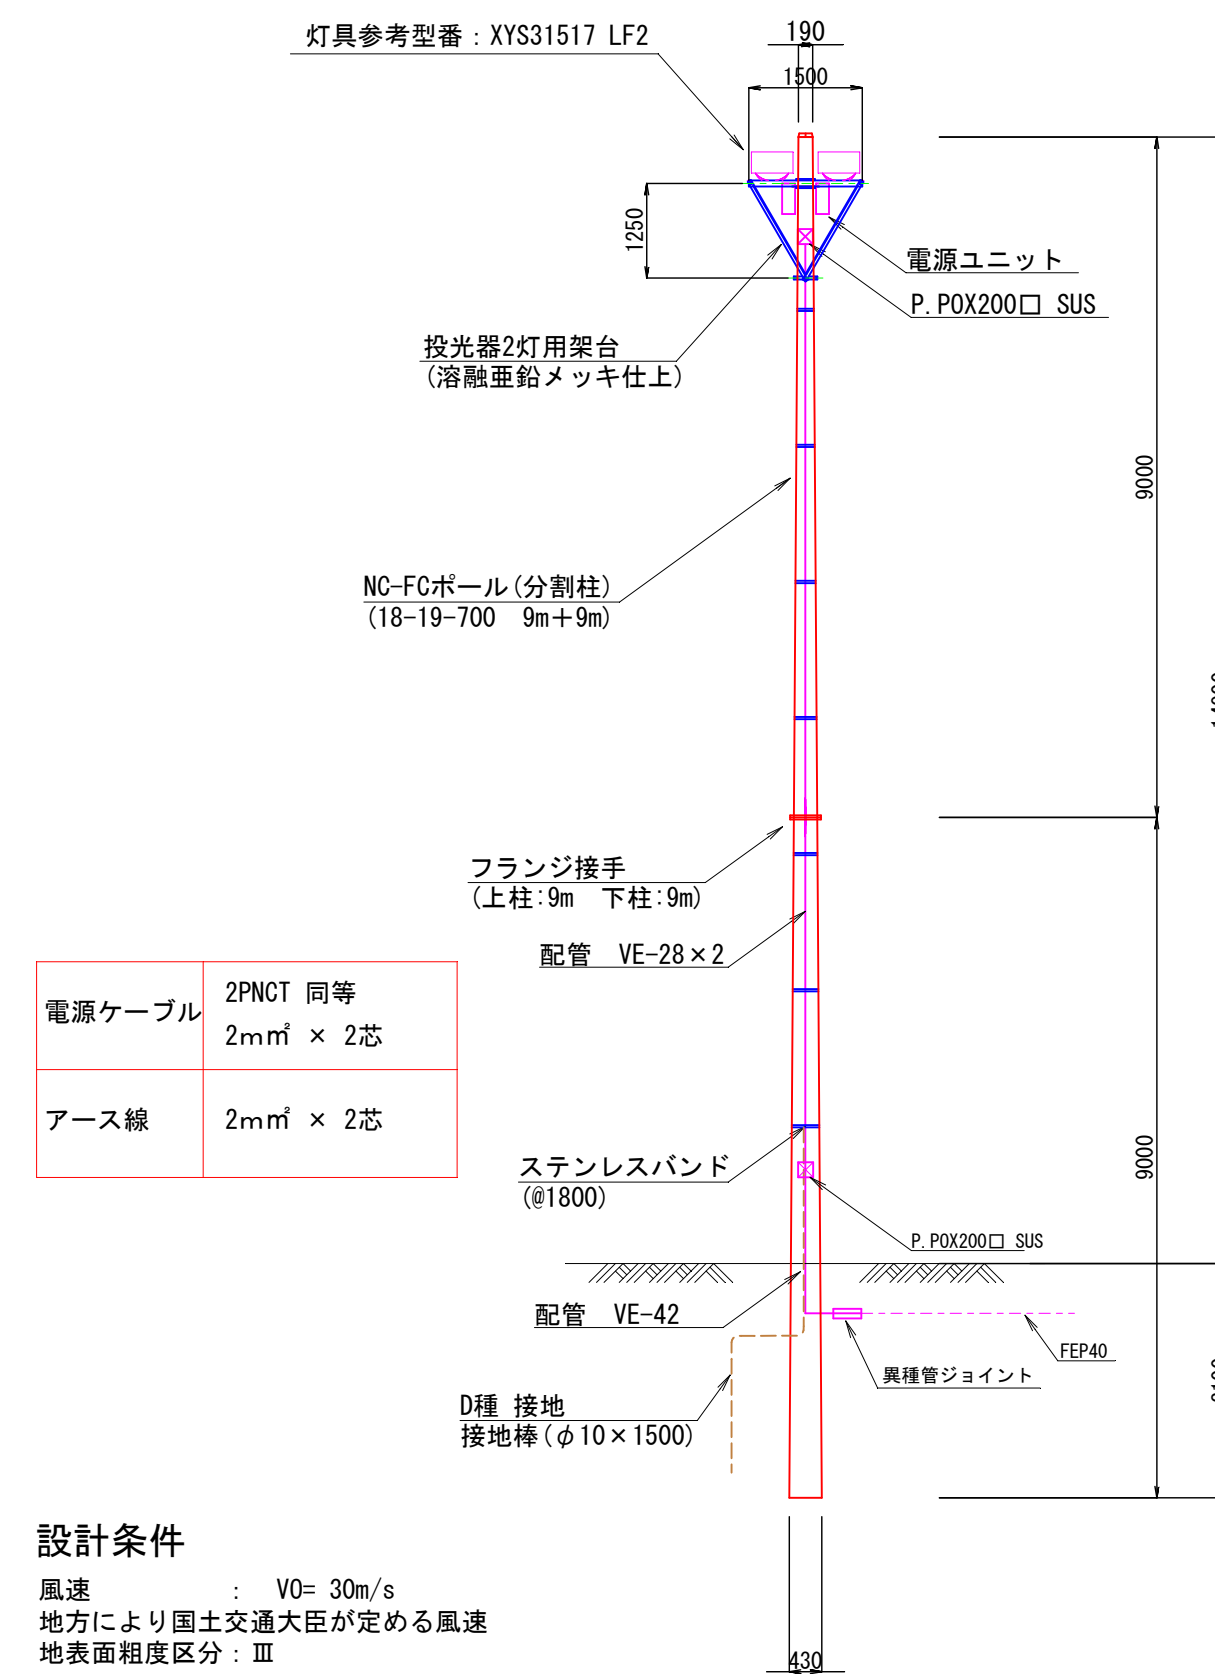 灯具参考型番：XYS31517 LF2
190
1500
1250
電源ユニット
P.POX200□ SUS
投光器2灯用架台
(溶融亜鉛メッキ仕上)
9000
NC-FCポール(分割柱)
(18-19-700 9m＋9m)
フランジ接手
(上柱:9m 下柱:9m)
配管 VE-28×2
電源ケーブル
2PNCT 同等
2mm² × 2芯
アース線
2mm² × 2芯
9000
ステンレスバンド
(@1800)
P.POX200□ SUS
配管 VE-42
FEP40
異種管ジョイント
D種 接地
接地棒(φ10×1500)
設計条件
風速 : V0= 30m/s
地方により国土交通大臣が定める風速
地表面粗度区分：Ⅲ
430